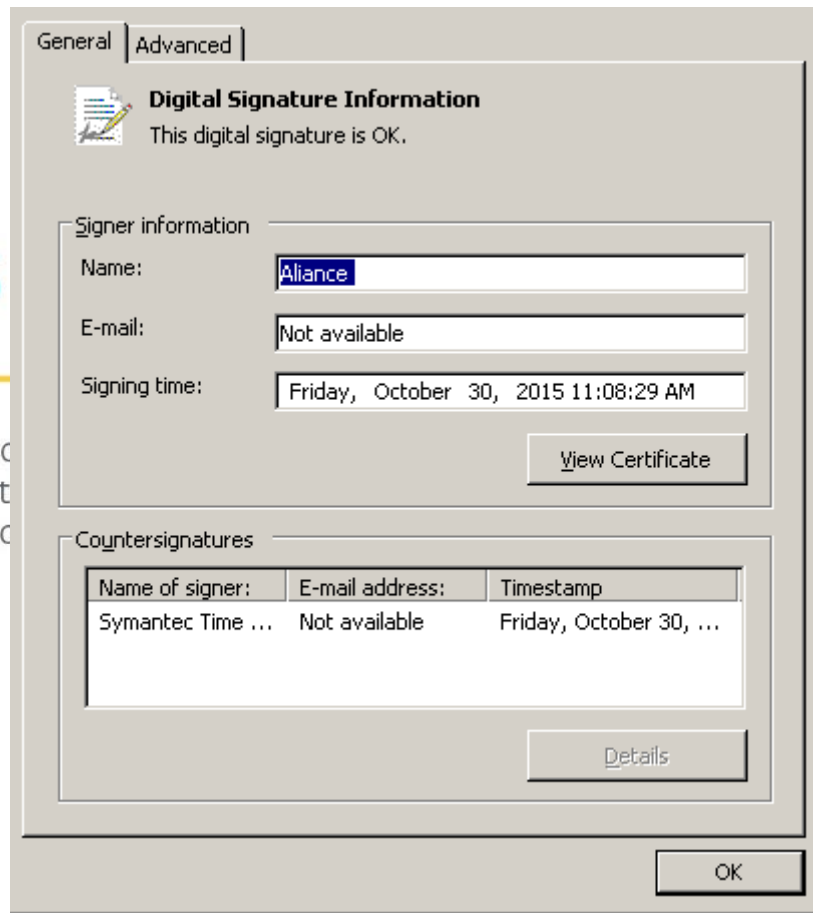 General Advanced
Digital Signature Information
This digital signature is OK.
Signer information
Name: Aliance
E-mail: Not available
Signing time: Friday, October 30, 2015 11:08:29 AM
View Certificate
Countersignatures
Name of signer: E-mail address: Timestamp
Symantec Time ... Not available Friday, October 30, ...
Details
OK